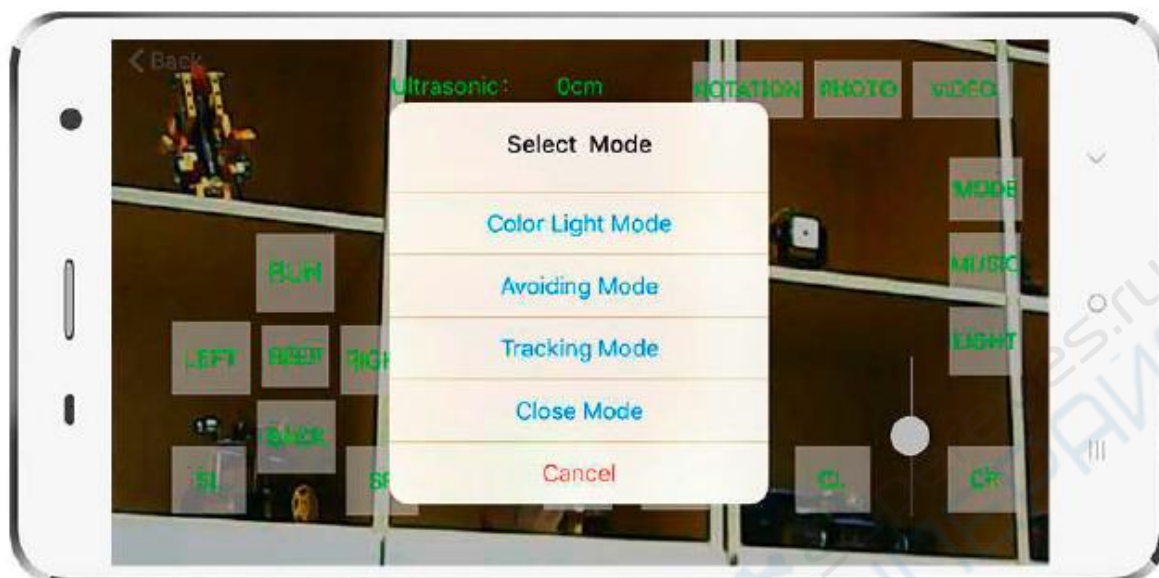 Back
Ultrasonic: 0cm
ROTATION PHOTO VIDEO
Select Mode
MODE
Color Light Mode
RUN
Avoiding Mode
MUSIC
LEFT BEEP RIGH
Tracking Mode
LIGHT
Close Mode
BACK
Cancel
SL
CL
CR